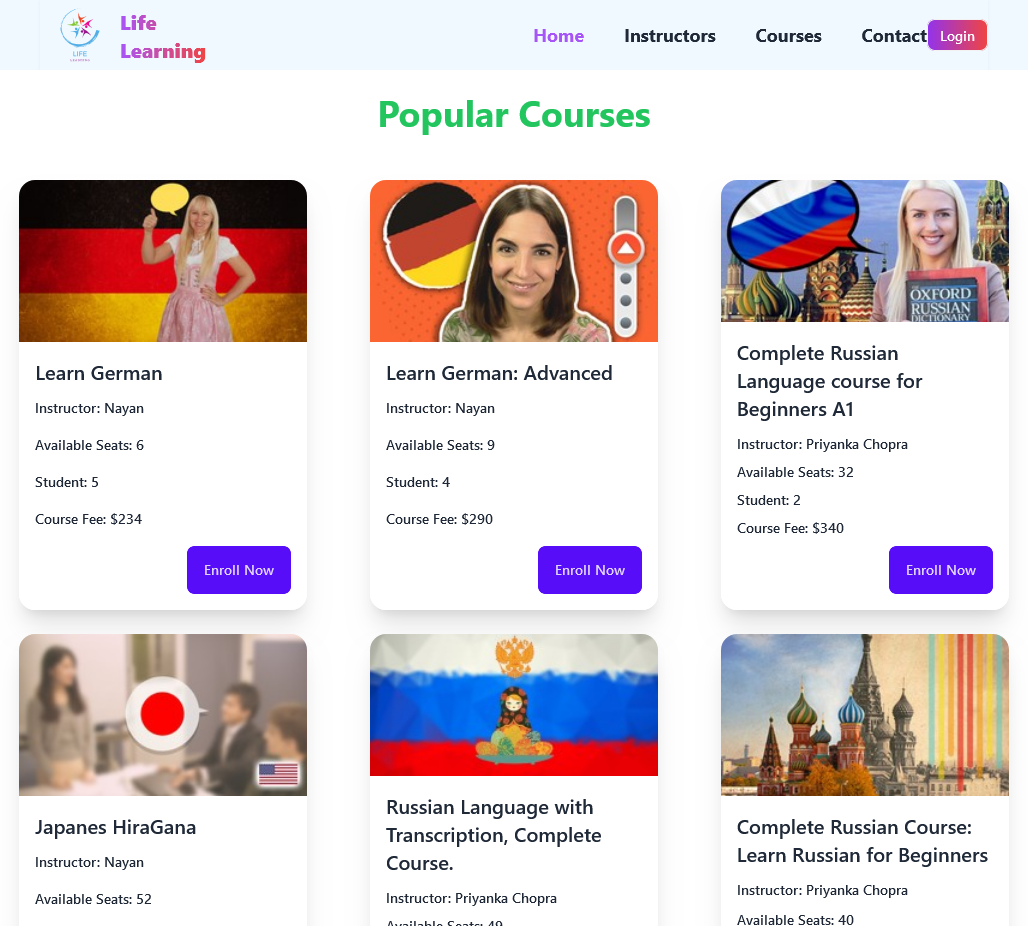 LIFE
LEARNING
Life
Learning
Home
Instructors
Courses
Contact
Login
Popular Courses
Learn German
Instructor: Nayan
Available Seats: 6
Student: 5
Course Fee: $234
Enroll Now
Learn German: Advanced
Instructor: Nayan
Available Seats: 9
Student: 4
Course Fee: $290
Enroll Now
OXFORD
RUSSIAN
DICTIONARY
Complete Russian
Language course for
Beginners A1
Instructor: Priyanka Chopra
Available Seats: 32
Student: 2
Course Fee: $340
Enroll Now
Japanes HiraGana
Instructor: Nayan
Available Seats: 52
Russian Language with
Transcription, Complete
Course.
Instructor: Priyanka Chopra
Available Seats: 49
Complete Russian Course:
Learn Russian for Beginners
Instructor: Priyanka Chopra
Available Seats: 40